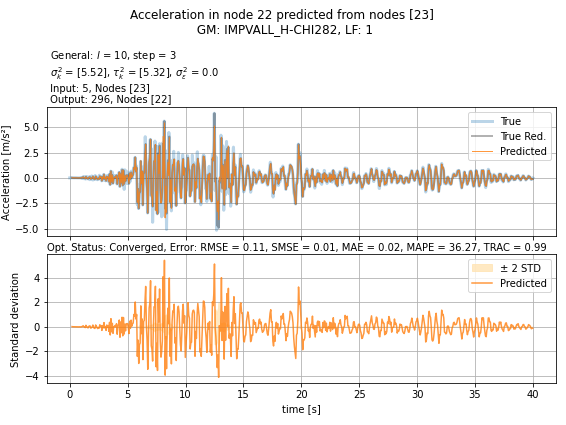 Acceleration in node 22 predicted from nodes [23]
GM: IMPVALL_H-CHI282, LF: 1
General: l = 10, step = 3
σ²ₖ = [5.52], τ²ₖ = [5.32], σ²ε = 0.0
Input: 5, Nodes [23]
Output: 296, Nodes [22]
Acceleration [m/s²]
5.0
2.5
0.0
−2.5
−5.0
True
True Red.
Predicted
Opt. Status: Converged, Error: RMSE = 0.11, SMSE = 0.01, MAE = 0.02, MAPE = 36.27, TRAC = 0.99
Standard deviation
4
2
0
−2
−4
± 2 STD
Predicted
0 5 10 15 20 25 30 35 40
time [s]